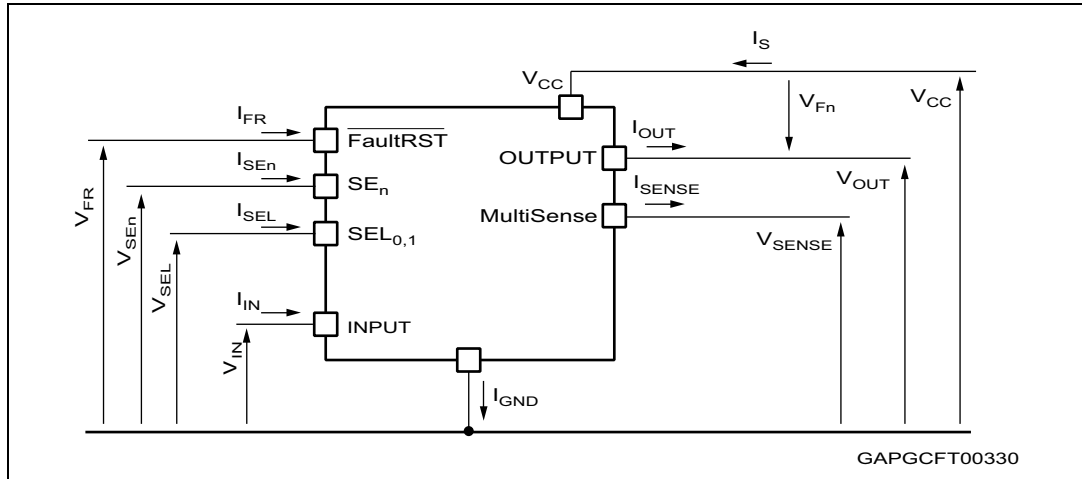 I_S
V_CC
V_Fn
V_CC
I_FR
FaultRST
I_OUT
OUTPUT
I_SEn
SE_n
V_OUT
I_SENSE
MultiSense
V_FR
I_SEL
SEL_0,1
V_SEn
V_SENSE
V_SEL
I_IN
INPUT
V_IN
I_GND
GAPGCFT00330